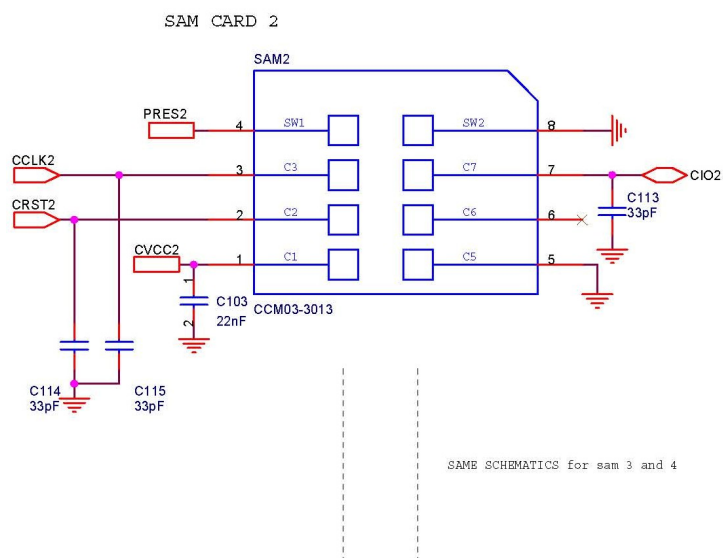 SAM CARD 2
SAM2
PRES2
4
SW1
SW2
8
CCLK2
3
C3
C7
7
CIO2
C113
33pF
CRST2
2
C2
C6
6
CVCC2
1
C1
C5
5
1
C103
22nF
2
CCM03-3013
C114
33pF
C115
33pF
SAME SCHEMATICS for sam 3 and 4